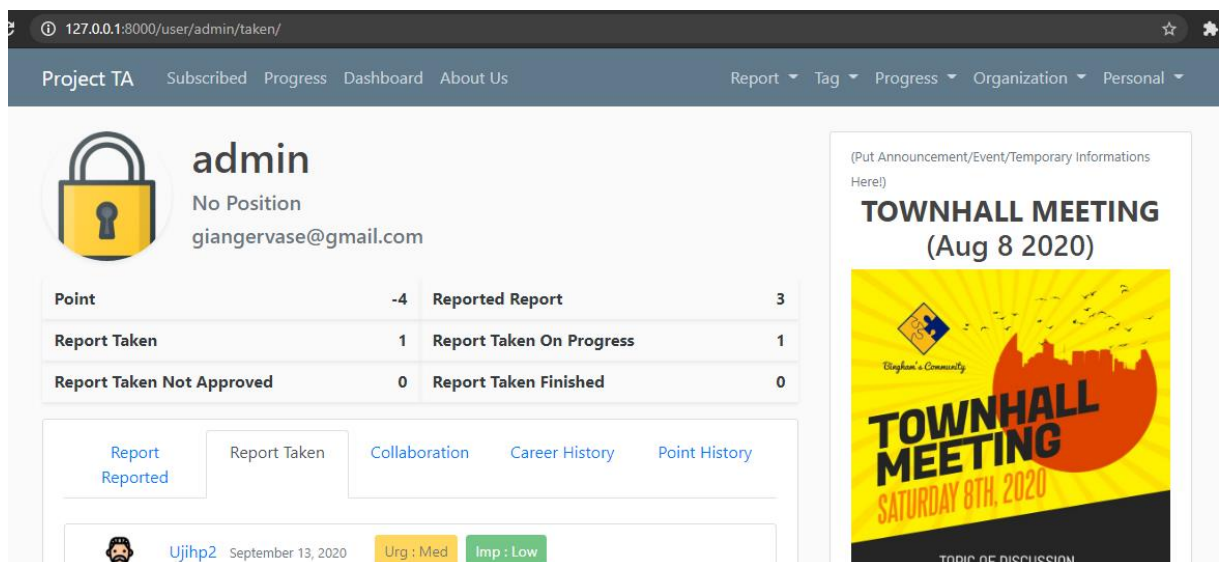 127.0.0.1:8000/user/admin/taken/
Project TA Subscribed Progress Dashboard About Us Report Tag Progress Organization Personal
admin
No Position
giangervase@gmail.com
Point -4 Reported Report 3
Report Taken 1 Report Taken On Progress 1
Report Taken Not Approved 0 Report Taken Finished 0
Report Reported
Report Taken
Collaboration
Career History
Point History
Ujihp2 September 13, 2020 Urg : Med Imp : Low
(Put Announcement/Event/Temporary Informations
Here!)
TOWNHALL MEETING
(Aug 8 2020)
Bingham's Community
TOWNHALL
MEETING
SATURDAY 8TH, 2020
TOPIC OF DISCUSSION